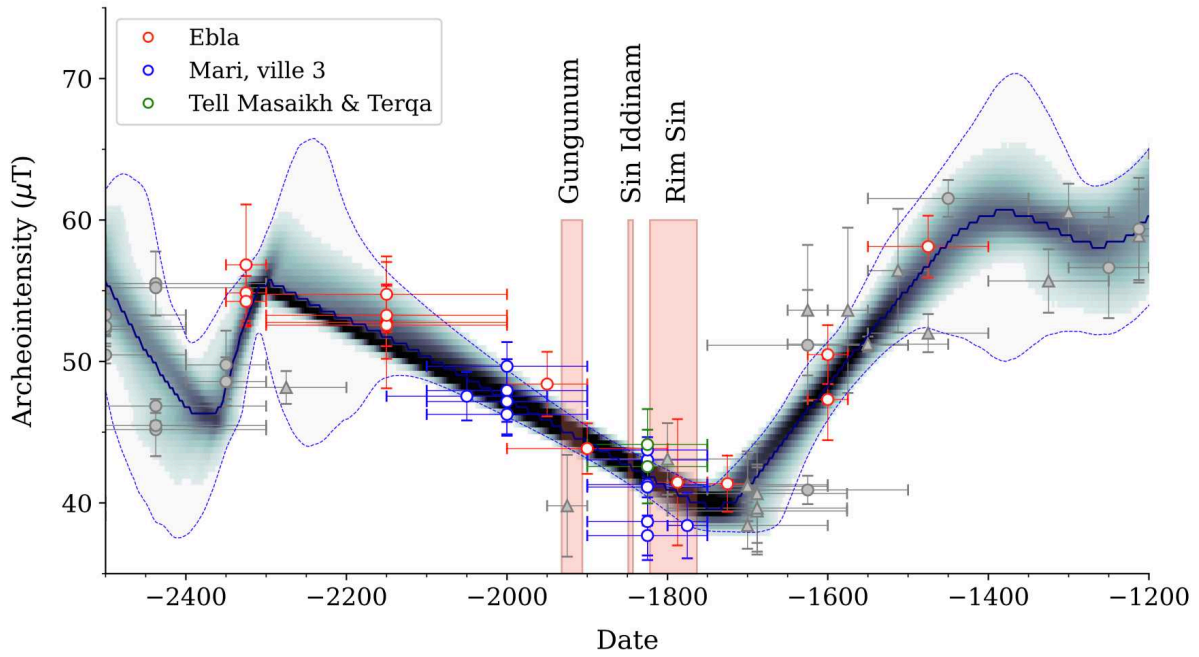 Ebla
Mari, ville 3
Tell Masaikh & Terqa
Gungunum
Sin Iddinam
Rim Sin
70
60
50
40
Archeointensity (μT)
−2400
−2200
−2000
−1800
−1600
−1400
−1200
Date